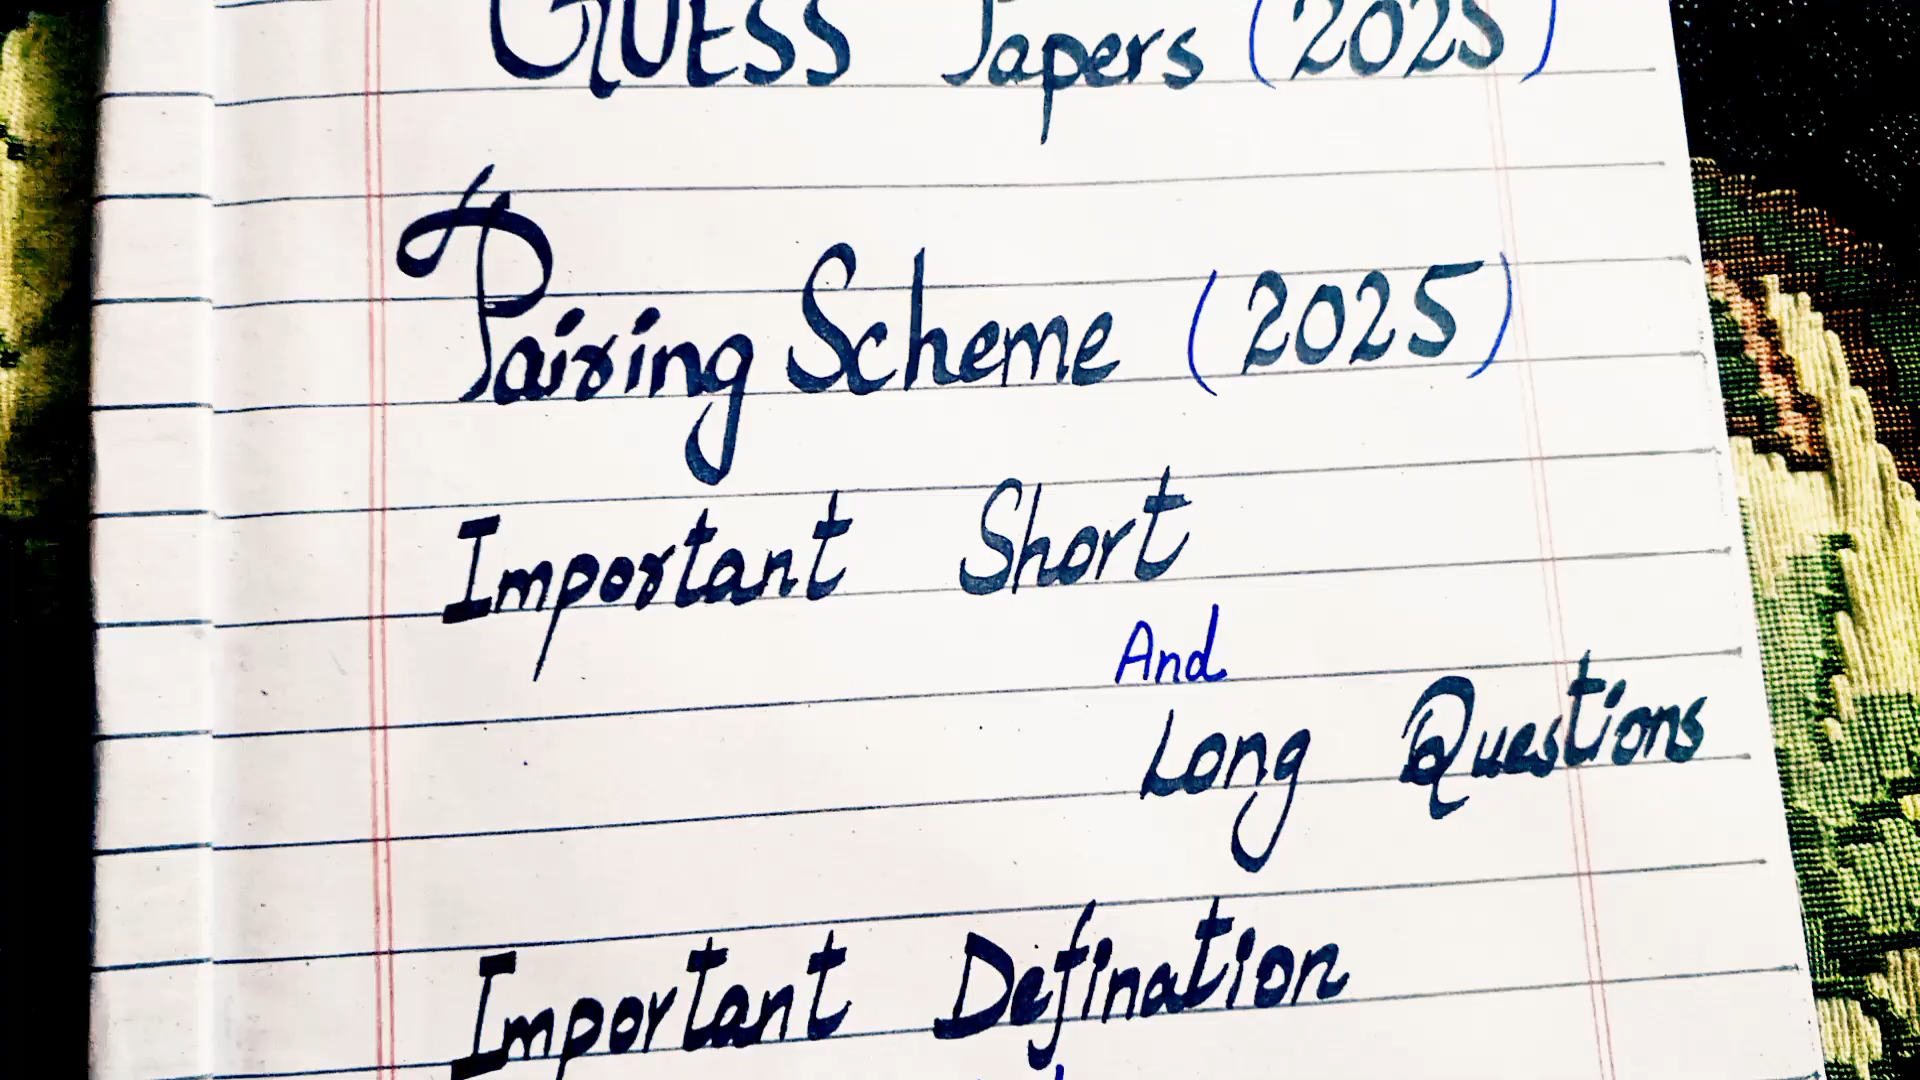 GUESS Papers (2025)
Pairing Scheme (2025)
Important Short
And
Long Questions
Important Defination